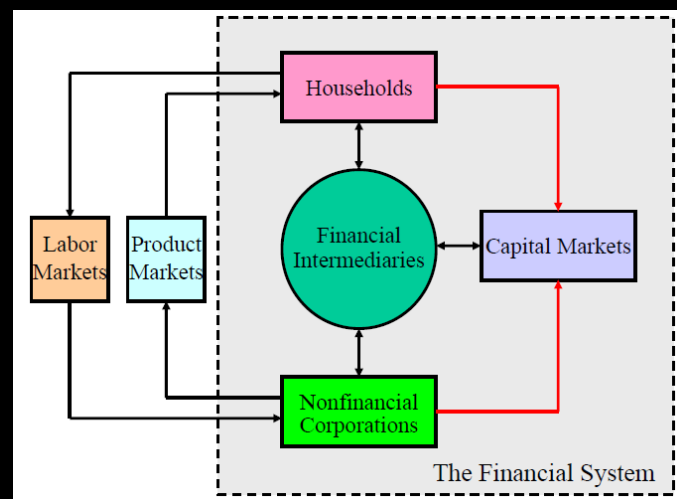 Households
Labor
Markets
Product
Markets
Financial
Intermediaries
Capital Markets
Nonfinancial
Corporations
The Financial System